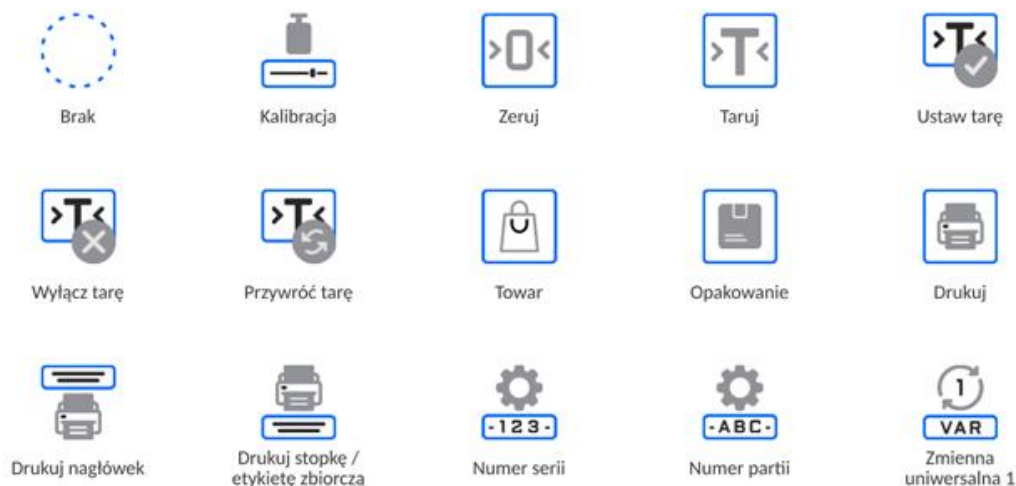 Brak
Kalibracja
>0<
Zeruj
>T<
Taruj
>T<
Ustaw tarę
>T<
Wyłącz tarę
>T<
Przywróć tarę
Towar
Opakowanie
Drukuj
Drukuj nagłówek
Drukuj stopkę /
etykietę zbiorczą
-123-
Numer serii
-ABC-
Numer partii
1
VAR
Zmienna
uniwersalna 1